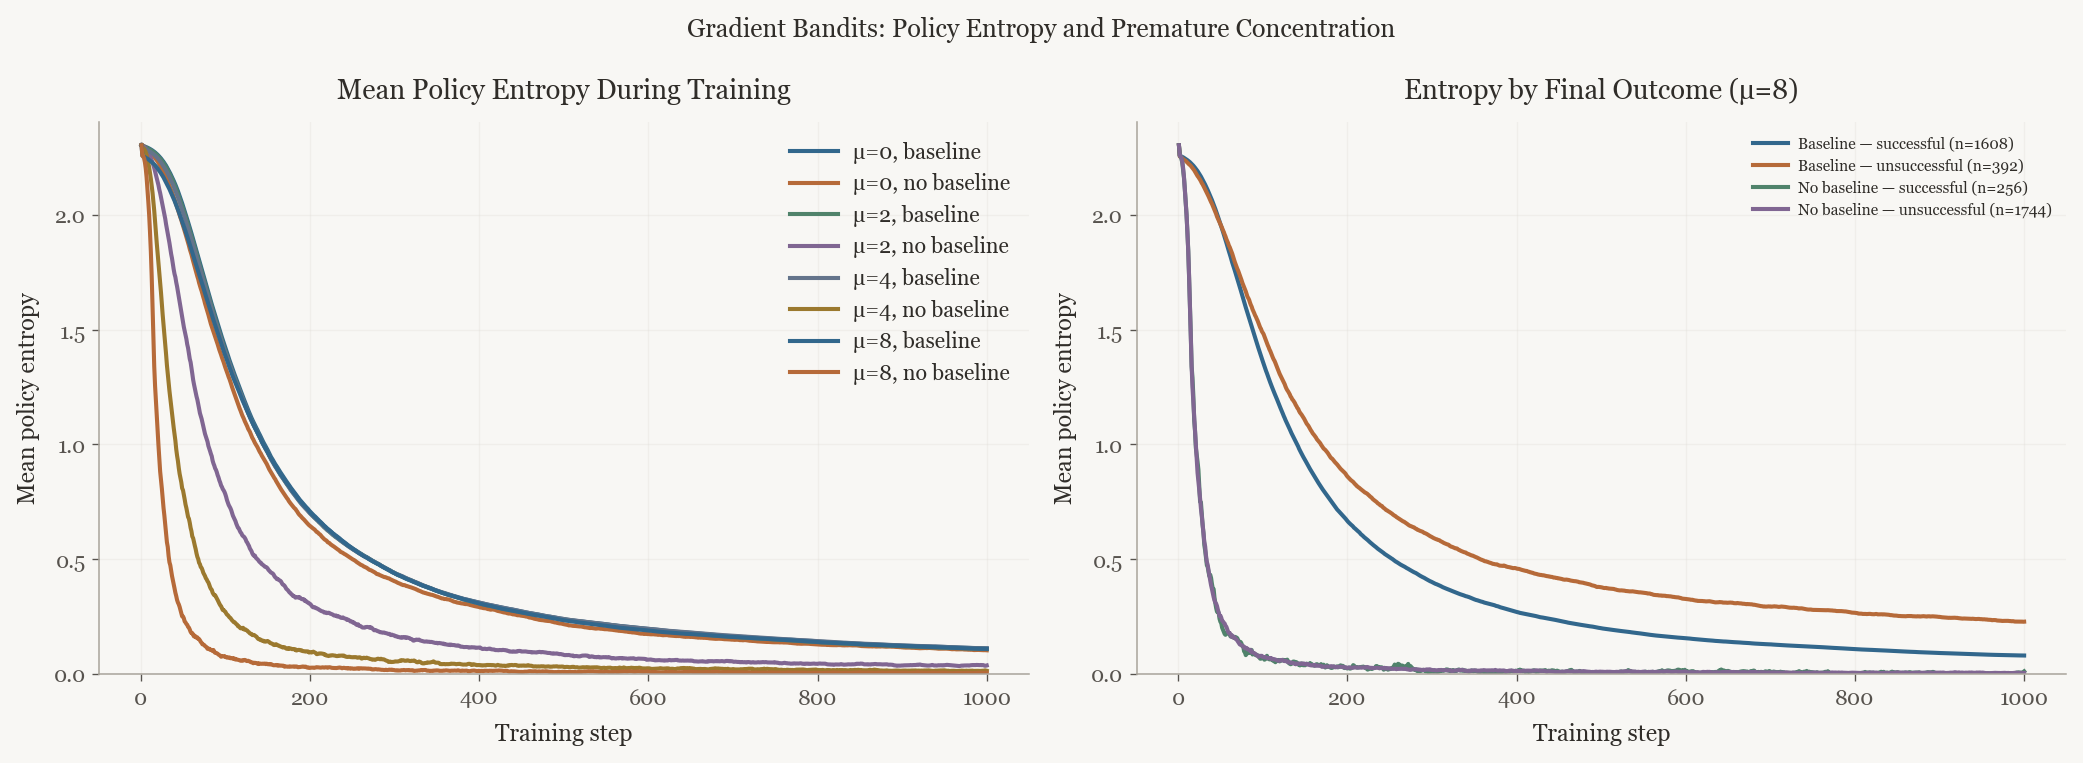 Gradient Bandits: Policy Entropy and Premature Concentration
Mean Policy Entropy During Training
Mean policy entropy
2.0
1.5
1.0
0.5
0.0
0
200
400
600
800
1000
Training step
µ=0, baseline
µ=0, no baseline
µ=2, baseline
µ=2, no baseline
µ=4, baseline
µ=4, no baseline
µ=8, baseline
µ=8, no baseline
Entropy by Final Outcome (µ=8)
Mean policy entropy
2.0
1.5
1.0
0.5
0.0
0
200
400
600
800
1000
Training step
Baseline — successful (n=1608)
Baseline — unsuccessful (n=392)
No baseline — successful (n=256)
No baseline — unsuccessful (n=1744)